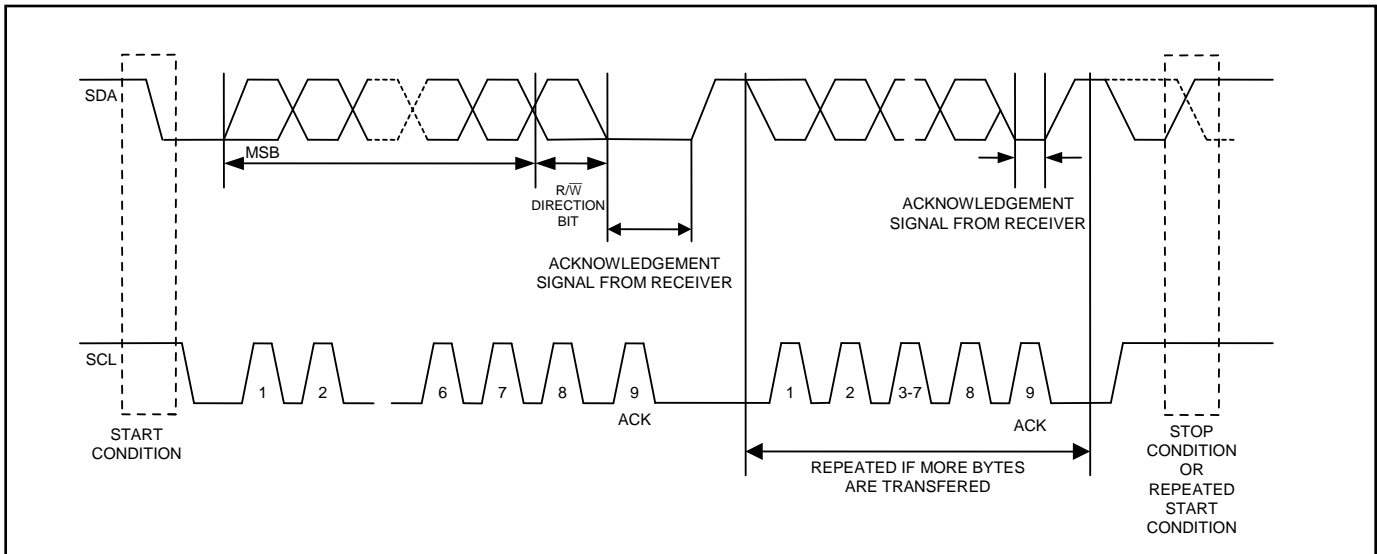 SDA
MSB
R/W̅
DIRECTION
BIT
ACKNOWLEDGEMENT
SIGNAL FROM RECEIVER
ACKNOWLEDGEMENT
SIGNAL FROM RECEIVER
SCL
1
2
6
7
8
9
ACK
1
2
3-7
8
9
ACK
START
CONDITION
REPEATED IF MORE BYTES
ARE TRANSFERED
STOP
CONDITION
OR
REPEATED
START
CONDITION